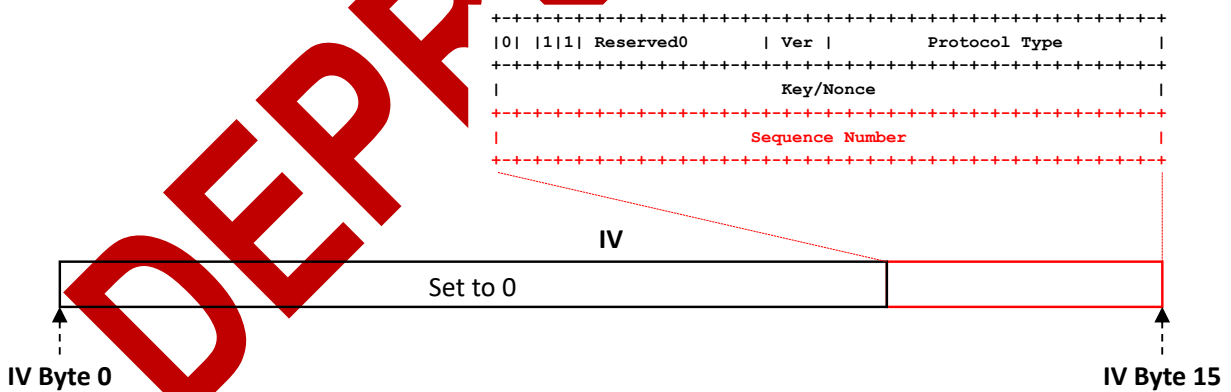 +-+-+-+-+-+-+-+-+-+-+-+-+-+-+-+-+-+-+-+-+-+-+-+-+-+-+-+-+-+-+-+-+
|0| |1|1| Reserved0 | Ver | Protocol Type |
+-+-+-+-+-+-+-+-+-+-+-+-+-+-+-+-+-+-+-+-+-+-+-+-+-+-+-+-+-+-+-+-+
| Key/Nonce |
+-+-+-+-+-+-+-+-+-+-+-+-+-+-+-+-+-+-+-+-+-+-+-+-+-+-+-+-+-+-+-+-+
| Sequence Number |
+-+-+-+-+-+-+-+-+-+-+-+-+-+-+-+-+-+-+-+-+-+-+-+-+-+-+-+-+-+-+-+-+
IV
Set to 0
IV Byte 0
IV Byte 15
DEP